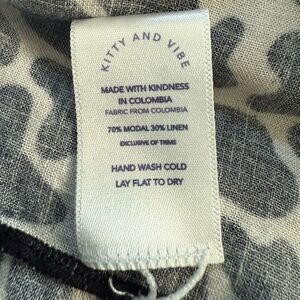 KITTY AND VIBE
MADE WITH KINDNESS
IN COLOMBIA
FABRIC FROM COLOMBIA
70% MODAL 30% LINEN
EXCLUSIVE OF TRIMS
HAND WASH COLD
LAY FLAT TO DRY